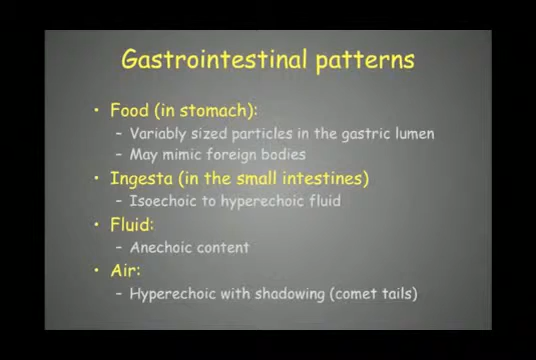 Gastrointestinal patterns
• Food (in stomach):
– Variably sized particles in the gastric lumen
– May mimic foreign bodies
• Ingesta (in the small intestines)
– Isoechoic to hyperechoic fluid
• Fluid:
– Anechoic content
• Air:
– Hyperechoic with shadowing (comet tails)